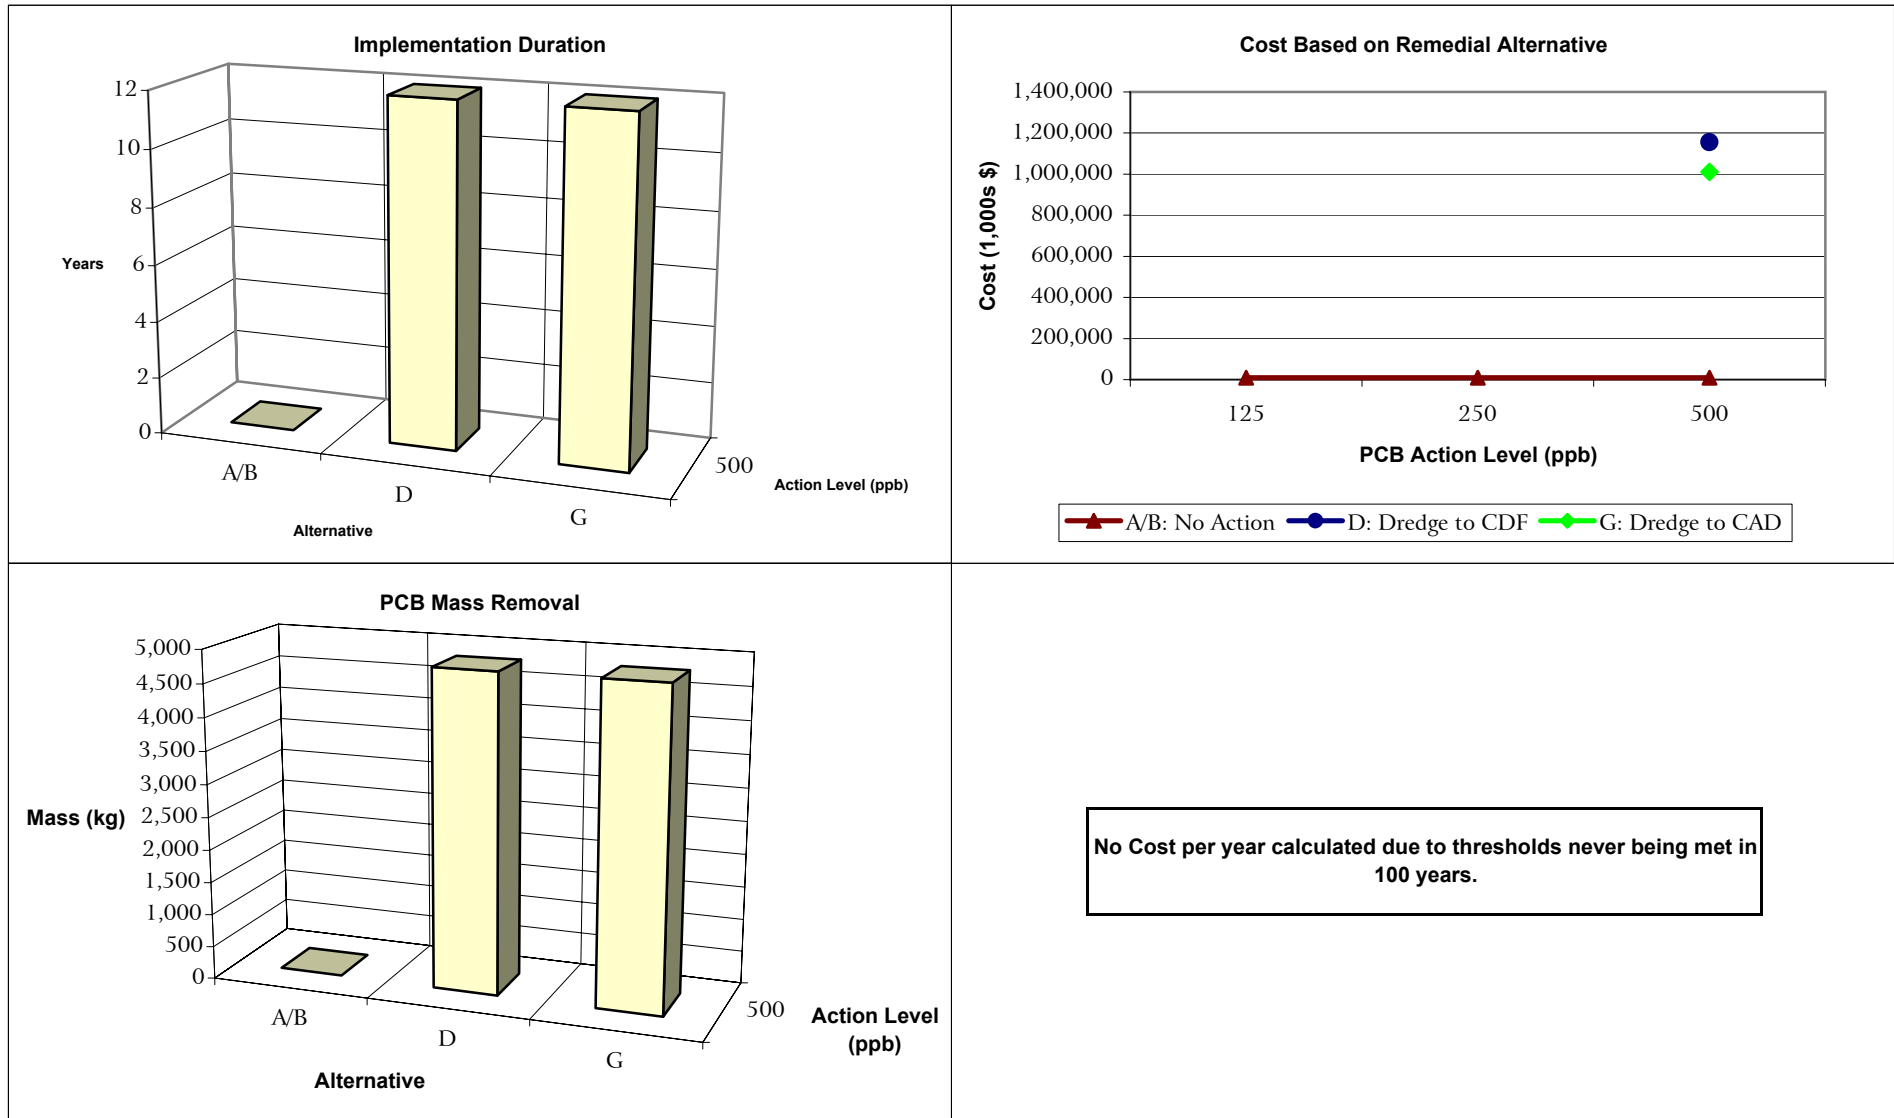 Implementation Duration
12
10
8
6
4
2
0
Years
A/B
D
G
500
Action Level (ppb)
Alternative
Cost Based on Remedial Alternative
1,400,000
1,200,000
1,000,000
800,000
600,000
400,000
200,000
0
Cost (1,000s $)
125
250
500
PCB Action Level (ppb)
A/B: No Action D: Dredge to CDF G: Dredge to CAD
PCB Mass Removal
5,000
4,500
4,000
3,500
3,000
2,500
2,000
1,500
1,000
500
0
Mass (kg)
A/B
D
G
500
Action Level
(ppb)
Alternative
No Cost per year calculated due to thresholds never being met in
100 years.